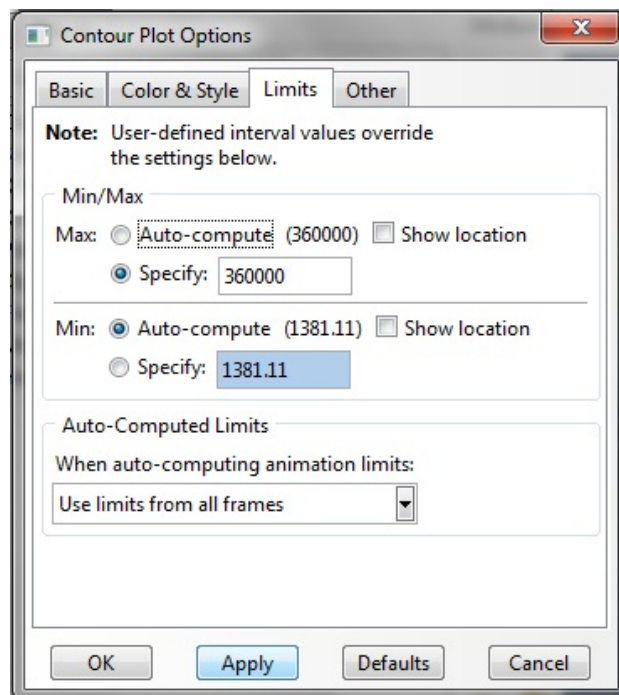 Contour Plot Options
x
Basic Color & Style Limits Other
Note: User-defined interval values override
the settings below.
Min/Max
Max: Auto-compute (360000) Show location
Specify: 360000
Min: Auto-compute (1381.11) Show location
Specify: 1381.11
Auto-Computed Limits
When auto-computing animation limits:
Use limits from all frames
OK Apply Defaults Cancel